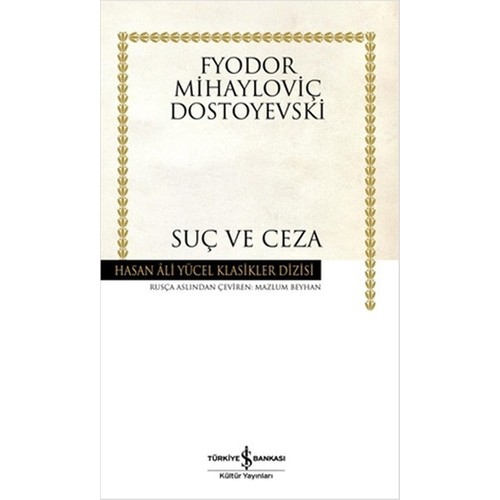 FYODOR
MİHAYLOVİÇ
DOSTOYEVSKİ
SUÇ VE CEZA
HASAN ÂLİ YÜCEL KLASİKLER DİZİSİ
RUSÇA ASLINDAN ÇEVİREN: MAZLUM BEYHAN
TÜRKİYE İŞ BANKASI
Kültür Yayınları